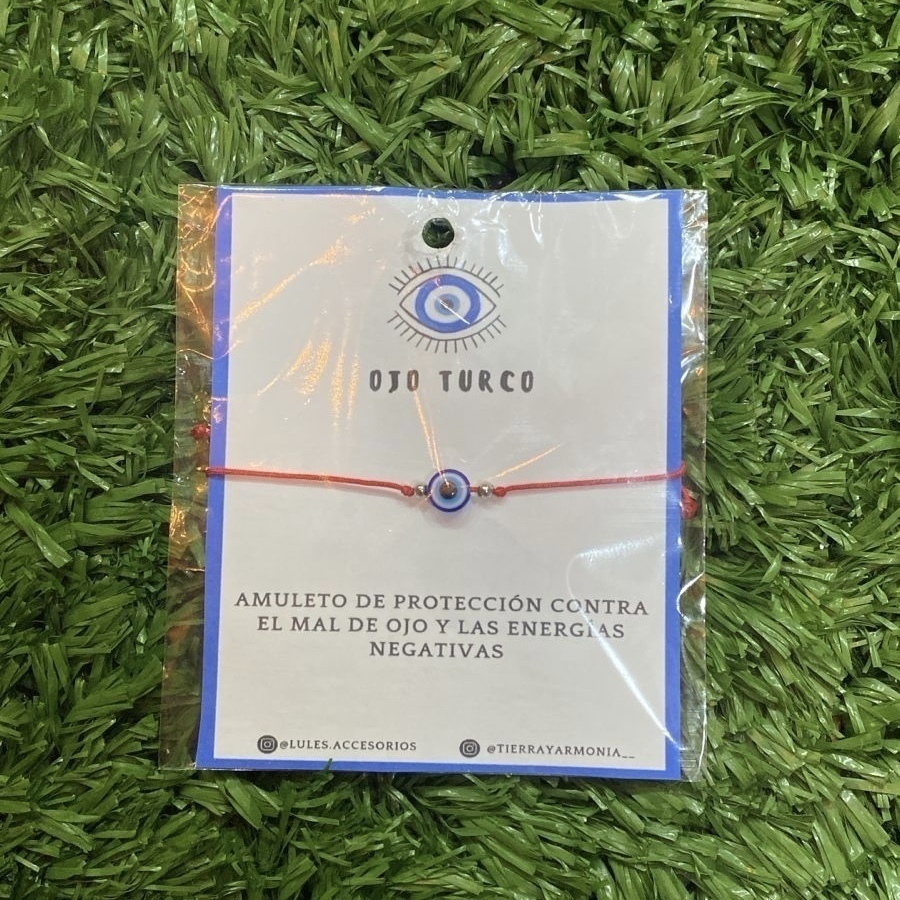 OJO TURCO
AMULETO DE PROTECCIÓN CONTRA
EL MAL DE OJO Y LAS ENERGÍAS
NEGATIVAS
@LULES.ACCESORIOS
@TIERRAYARMONIA__